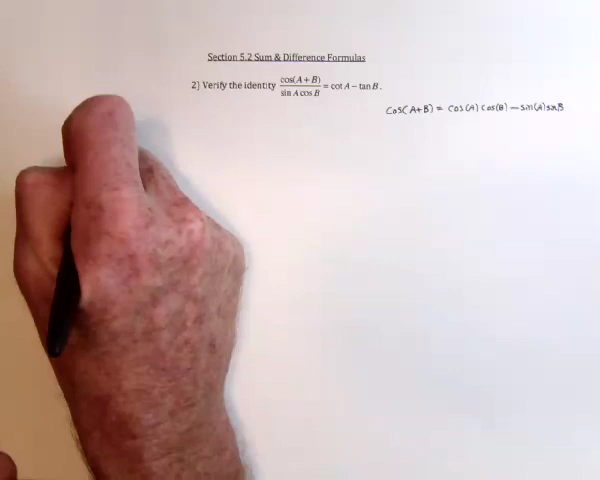 Section 5.2 Sum & Difference Formulas
2) Verify the identity cos(A + B) / sin A cos B = cot A − tan B.
cos(A+B) = cos(A) cos(B) − sin(A) sinB